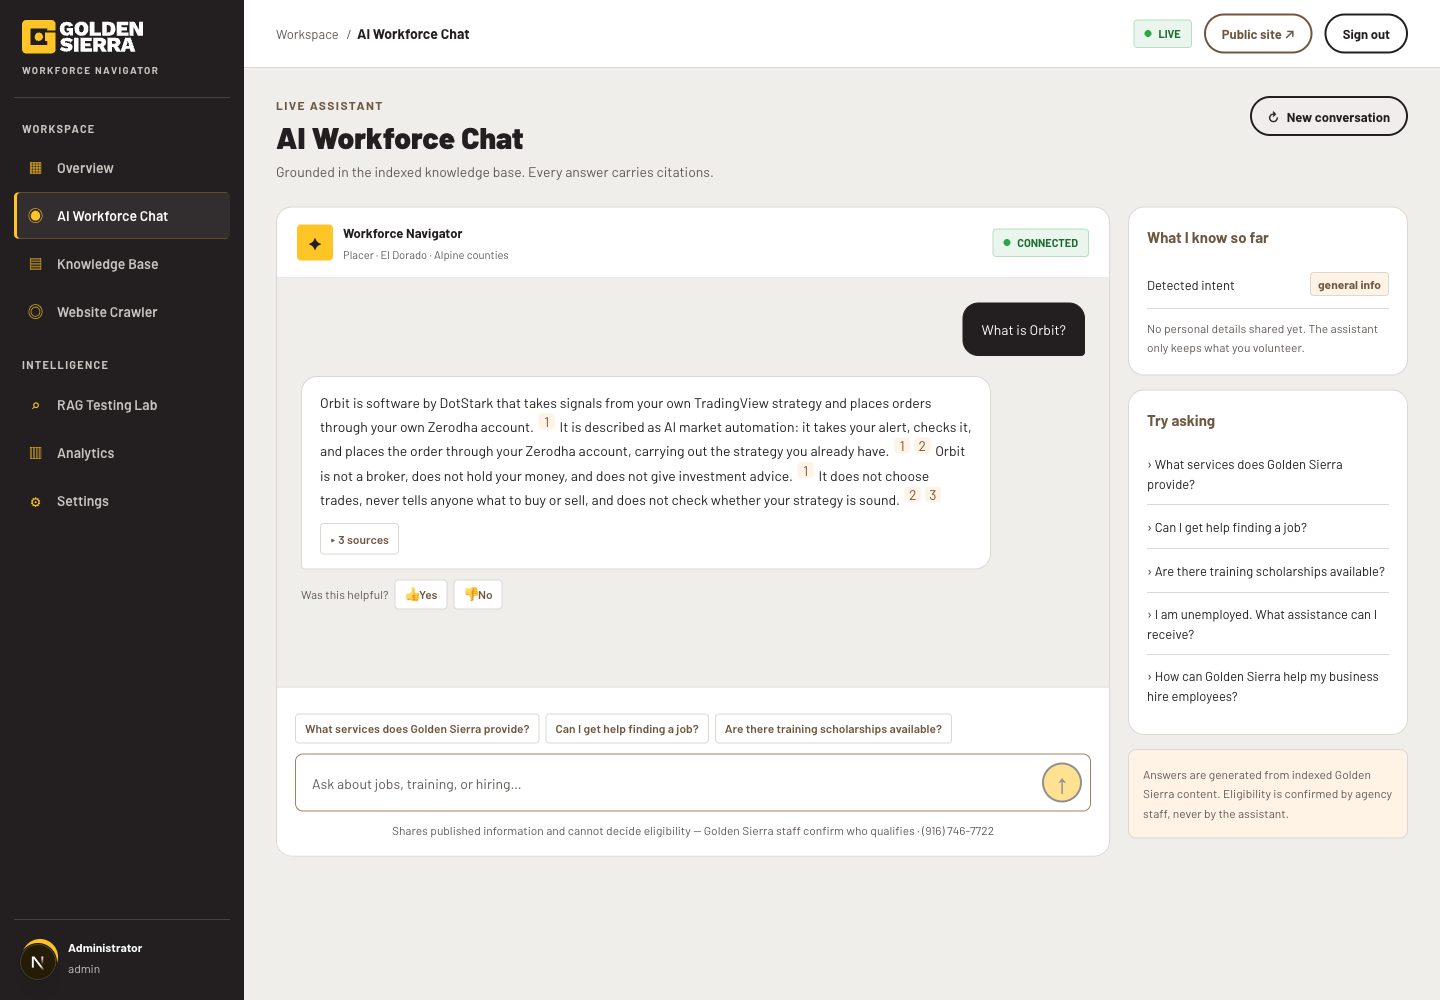 GOLDEN
SIERRA
WORKFORCE NAVIGATOR
WORKSPACE
Overview
AI Workforce Chat
Knowledge Base
Website Crawler
INTELLIGENCE
RAG Testing Lab
Analytics
Settings
N
Administrator
admin
Workspace / AI Workforce Chat
LIVE
Public site ↗
Sign out
LIVE ASSISTANT
AI Workforce Chat
Grounded in the indexed knowledge base. Every answer carries citations.
↻ New conversation
Workforce Navigator
Placer · El Dorado · Alpine counties
CONNECTED
What is Orbit?
Orbit is software by DotStark that takes signals from your own TradingView strategy and places orders
through your own Zerodha account. 1 It is described as AI market automation: it takes your alert, checks it,
and places the order through your Zerodha account, carrying out the strategy you already have. 1 2 Orbit
is not a broker, does not hold your money, and does not give investment advice. 1 It does not choose
trades, never tells anyone what to buy or sell, and does not check whether your strategy is sound. 2 3
▸ 3 sources
Was this helpful? 👍Yes 👎No
What services does Golden Sierra provide?
Can I get help finding a job?
Are there training scholarships available?
Ask about jobs, training, or hiring...
↑
Shares published information and cannot decide eligibility — Golden Sierra staff confirm who qualifies · (916) 746-7722
What I know so far
Detected intent general info
No personal details shared yet. The assistant
only keeps what you volunteer.
Try asking
› What services does Golden Sierra
provide?
› Can I get help finding a job?
› Are there training scholarships available?
› I am unemployed. What assistance can I
receive?
› How can Golden Sierra help my business
hire employees?
Answers are generated from indexed Golden
Sierra content. Eligibility is confirmed by agency
staff, never by the assistant.